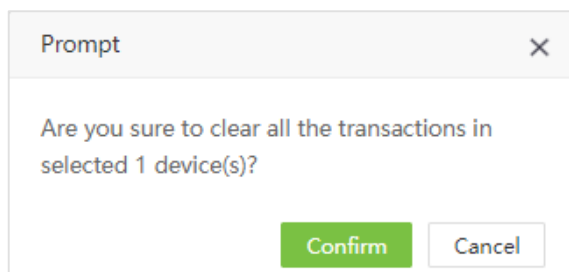 Prompt
Are you sure to clear all the transactions in
selected 1 device(s)?
Confirm
Cancel